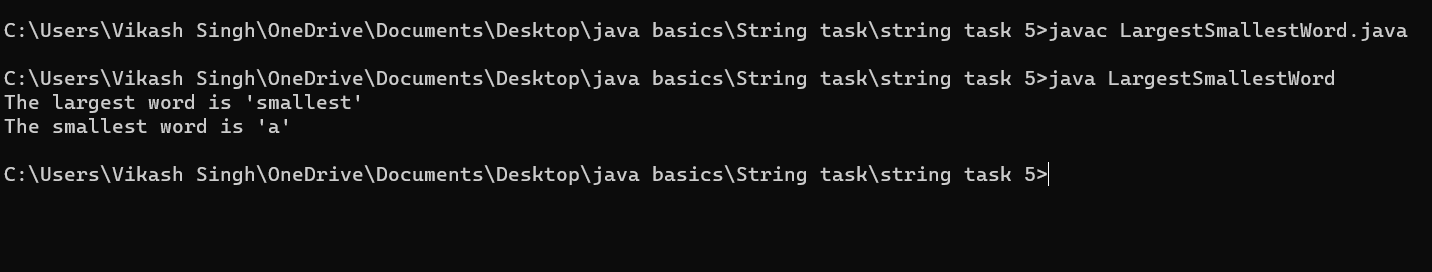 C:\Users\Vikash Singh\OneDrive\Documents\Desktop\java basics\String task\string task 5>javac LargestSmallestWord.java
C:\Users\Vikash Singh\OneDrive\Documents\Desktop\java basics\String task\string task 5>java LargestSmallestWord
The largest word is 'smallest'
The smallest word is 'a'
C:\Users\Vikash Singh\OneDrive\Documents\Desktop\java basics\String task\string task 5>